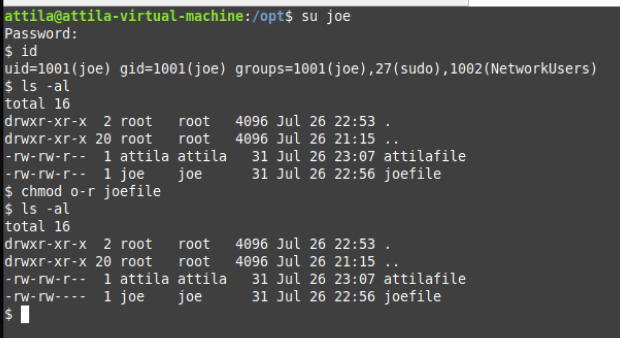 attila@attila-virtual-machine:/opt$ su joe
Password:
$ id
uid=1001(joe) gid=1001(joe) groups=1001(joe),27(sudo),1002(NetworkUsers)
$ ls -al
total 16
drwxr-xr-x  2 root   root   4096 Jul 26 22:53 .
drwxr-xr-x 20 root   root   4096 Jul 26 21:15 ..
-rw-rw-r--  1 attila attila   31 Jul 26 23:07 attilafile
-rw-rw-r--  1 joe    joe      31 Jul 26 22:56 joefile
$ chmod o-r joefile
$ ls -al
total 16
drwxr-xr-x  2 root   root   4096 Jul 26 22:53 .
drwxr-xr-x 20 root   root   4096 Jul 26 21:15 ..
-rw-rw-r--  1 attila attila   31 Jul 26 23:07 attilafile
-rw-rw----  1 joe    joe      31 Jul 26 22:56 joefile
$